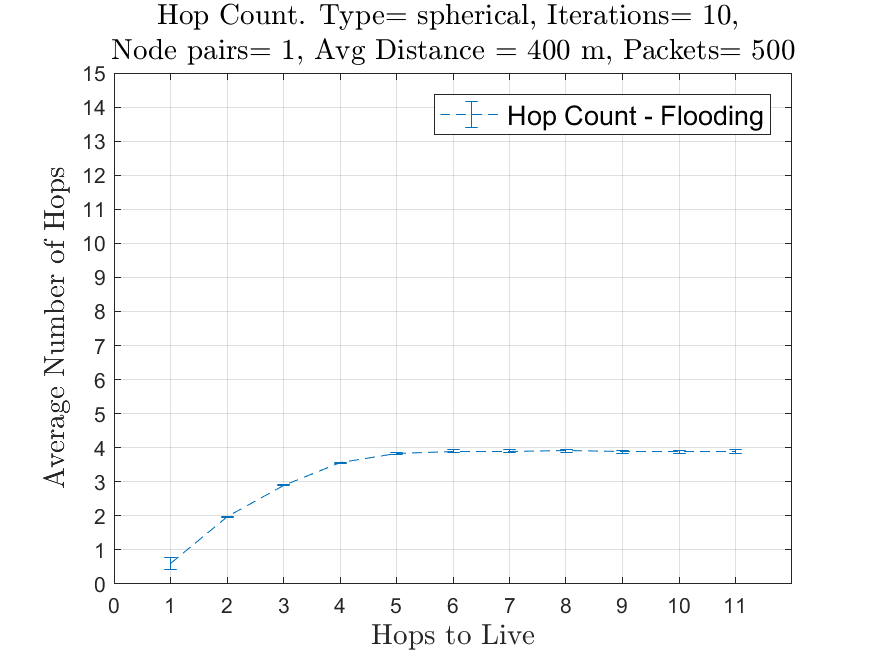 Hop Count. Type= spherical, Iterations= 10,
Node pairs= 1, Avg Distance = 400 m, Packets= 500
Hop Count - Flooding
Average Number of Hops
15
14
13
12
11
10
9
8
7
6
5
4
3
2
1
0
0 1 2 3 4 5 6 7 8 9 10 11
Hops to Live